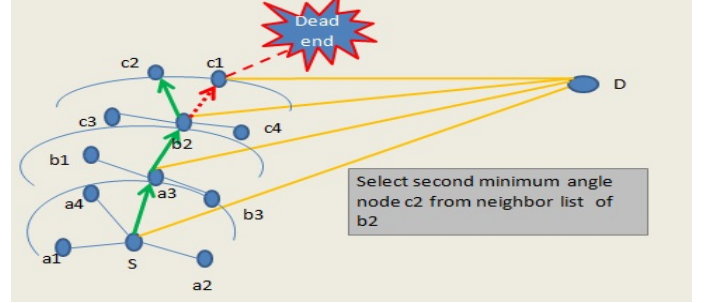 Dead
end
c2
c1
D
c3
c4
b2
b1
a3
a4
b3
a1
S
a2
Select second minimum angle
node c2 from neighbor list of
b2